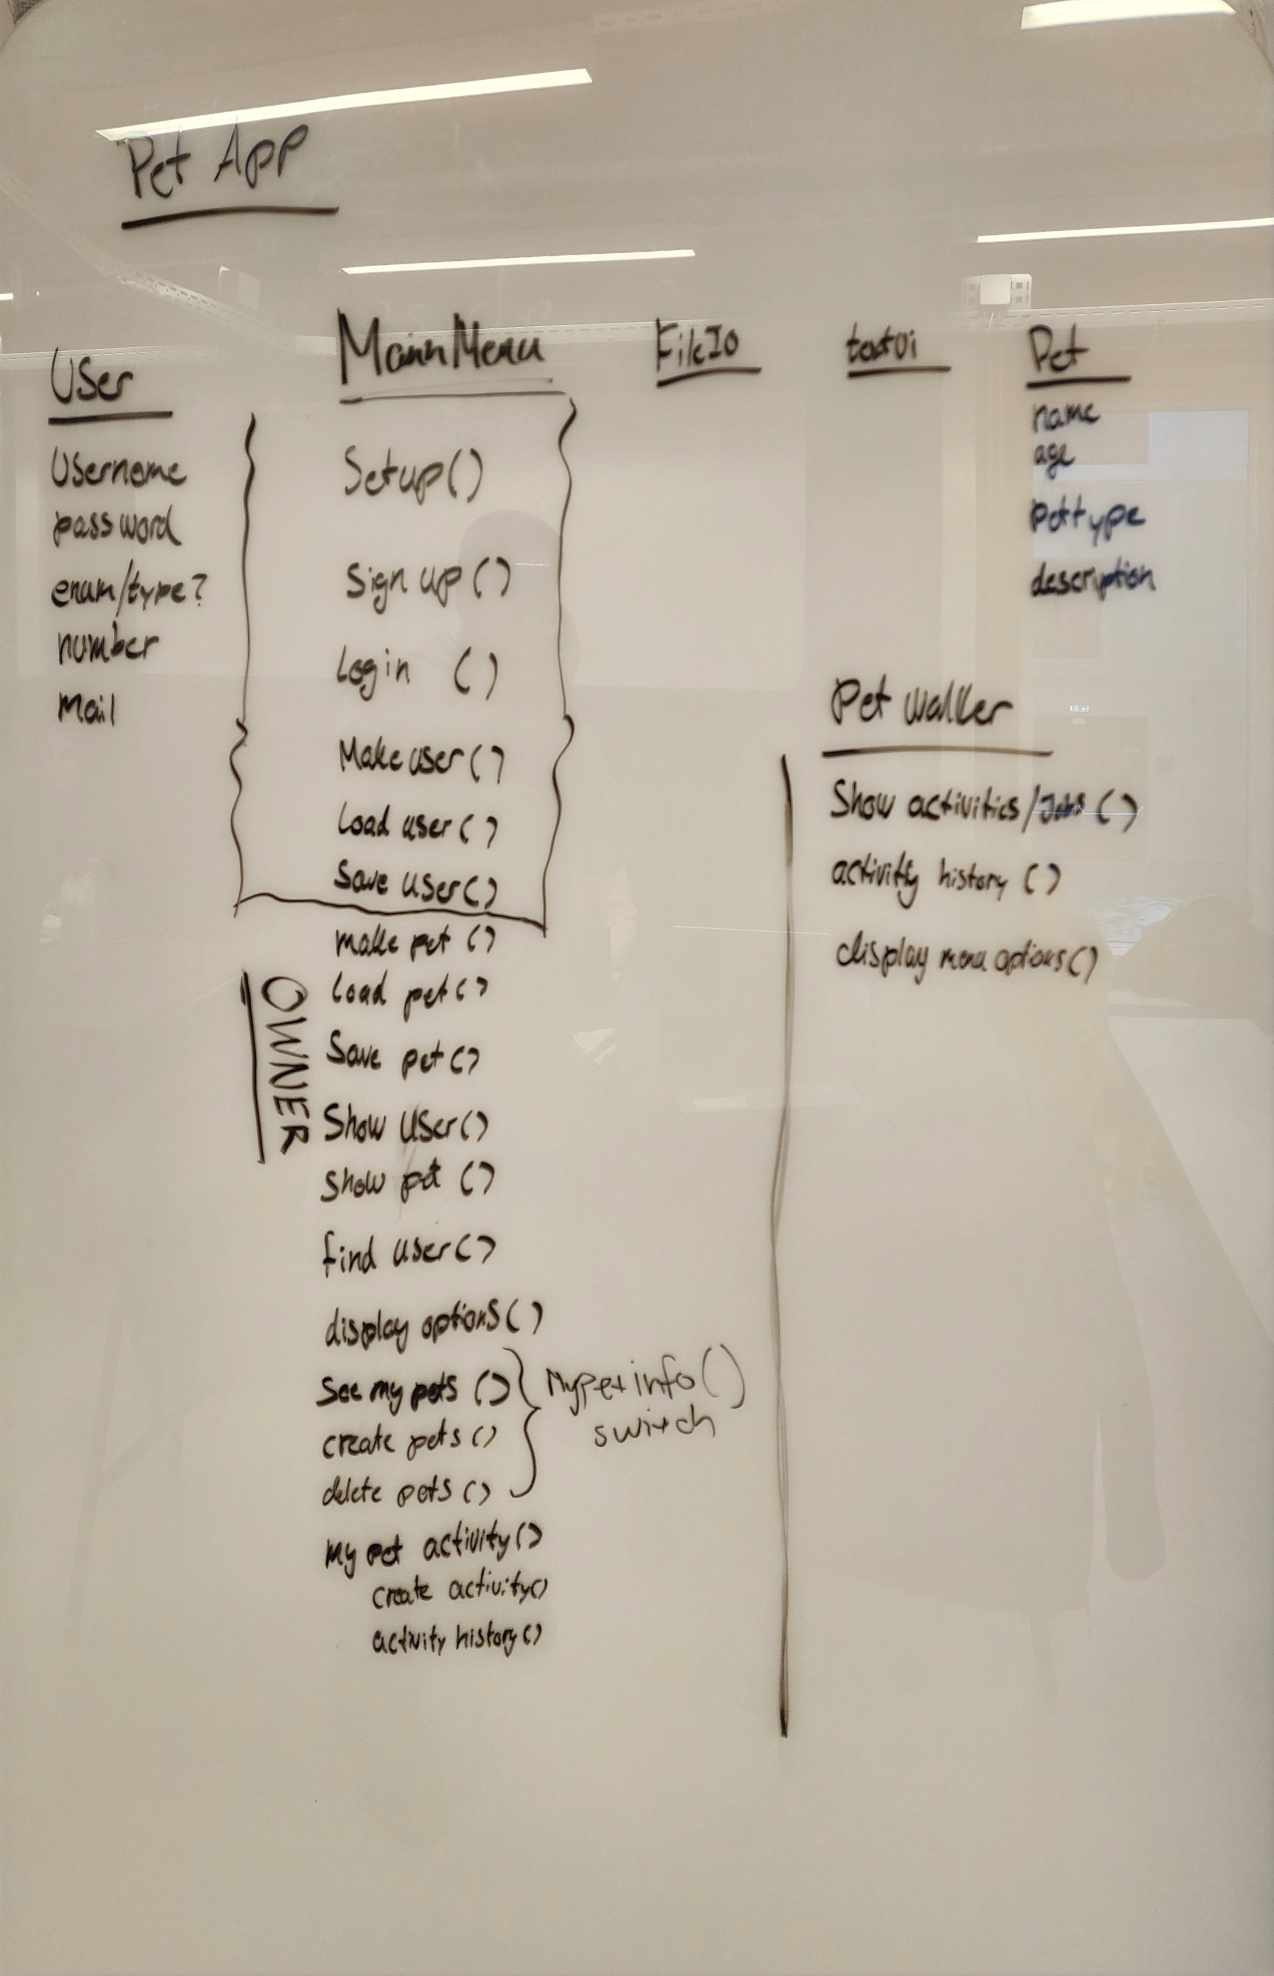 Pet App
User
Username
password
enum/type?
number
Mail
MainMenu
Setup()
Sign up ()
Login ()
Make user()
Load user()
Save user()
make pet ()
OWNER
Load pet()
Save pet()
Show User()
Show pet ()
find user()
display options()
See my pets ()
create pets ()
delete pets ()
Mypetinfo()
switch
My pet activity()
create activity()
activity history()
FileIO
textUi
Pet
name
age
pettype
description
Pet walker
Show activities/Jobs ()
activity history ()
display menu options()